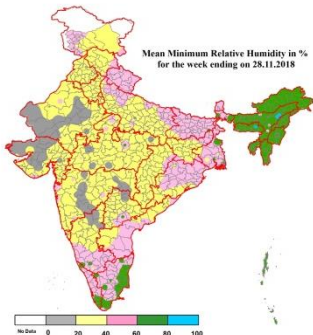 Mean Minimum Relative Humidity in %
for the week ending on 28.11.2018
No Data 0 20 40 60 80 100